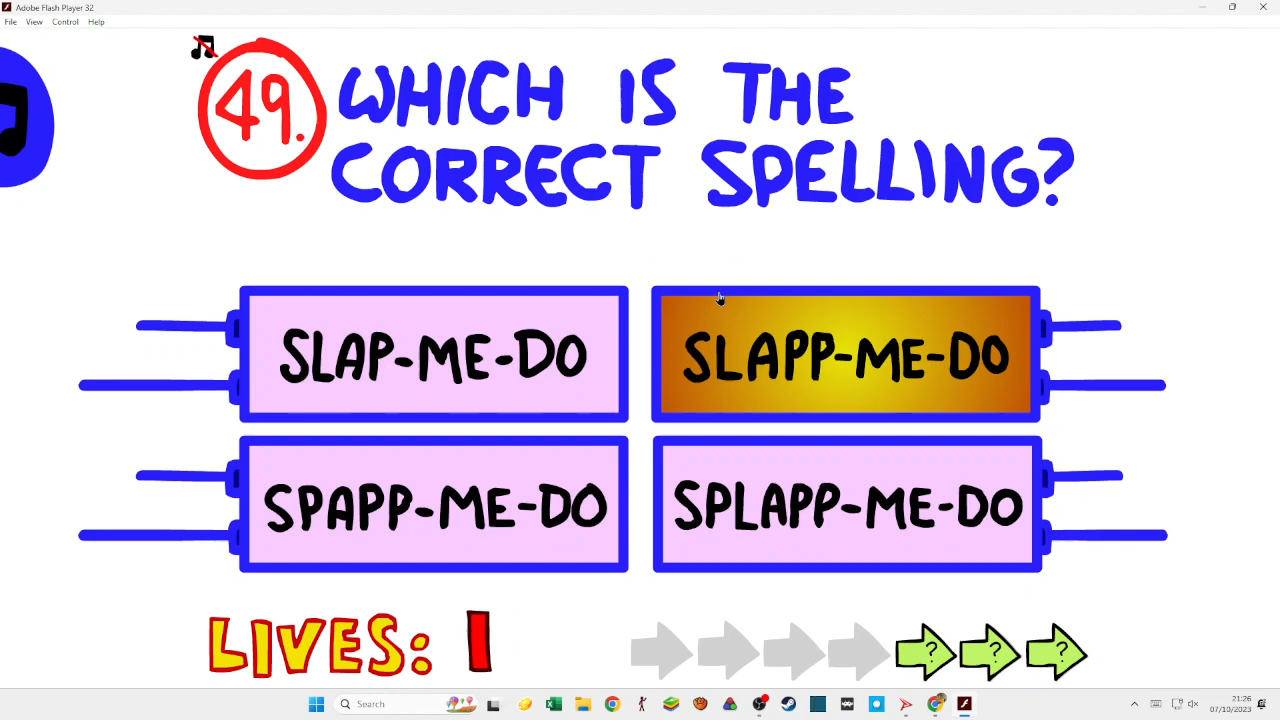 Adobe Flash Player 32
File View Control Help
49. WHICH IS THE
CORRECT SPELLING?
SLAP-ME-DO
SLAPP-ME-DO
SPAPP-ME-DO
SPLAPP-ME-DO
LIVES: 1
? ? ?
Search
21:26
07/10/2023